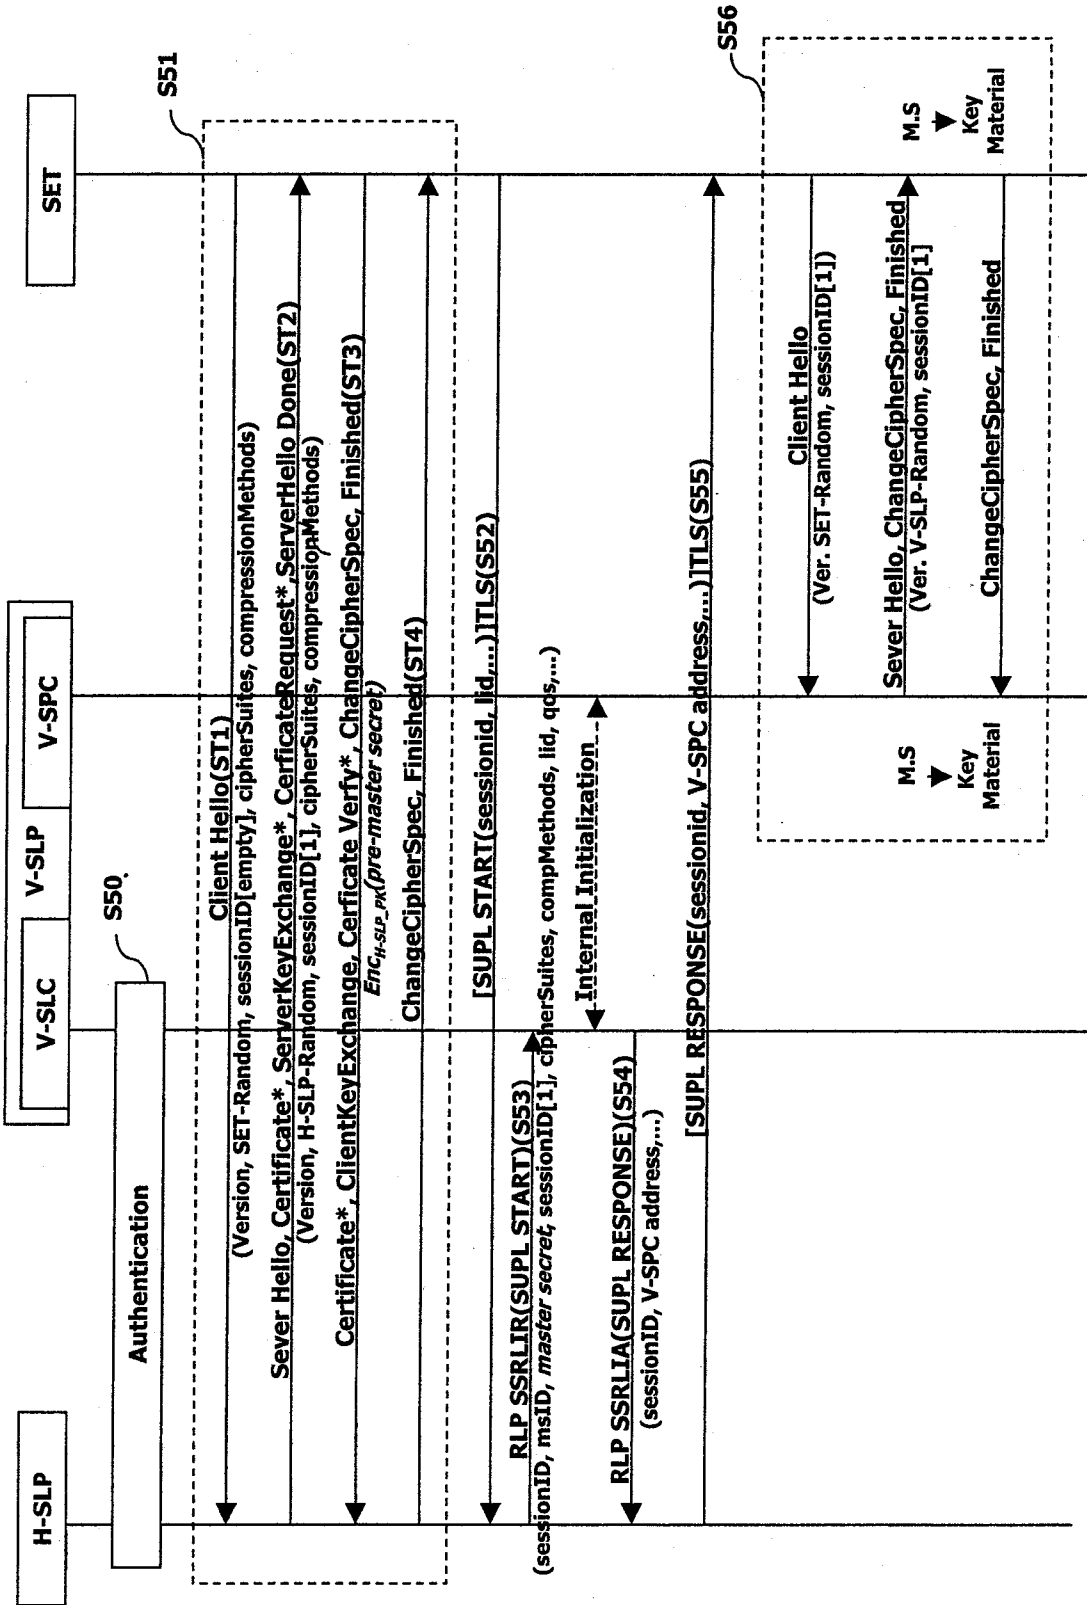 H-SLP
V-SLP
V-SLC
V-SPC
SET
S50
Authentication
S51
Client Hello(ST1)
(Version, SET-Random, sessionID[empty], cipherSuites, compressionMethods)
Sever Hello, Certificate*, ServerKeyExchange*, CerficateRequest*,ServerHello Done(ST2)
(Version, H-SLP-Random, sessionID[1], cipherSuites, compressionMethods)
Certificate*, ClientKeyExchange, Cerficate Verfy*, ChangeCipherSpec, Finished(ST3)
EncH-SLP_PK(pre-master secret)
ChangeCipherSpec, Finished(ST4)
[SUPL START(sessionid, lid,...)]TLS(S52)
RLP SSRLIR(SUPL START)(S53)
(sessionID, msID, master secret, sessionID[1], cipherSuites, compMethods, lid, qos,...)
Internal Initialization
RLP SSRLIA(SUPL RESPONSE)(S54)
(sessionID, V-SPC address,...)
[SUPL RESPONSE(sessionid, V-SPC address,...)]TLS(S55)
S56
Client Hello
(Ver. SET-Random, sessionID[1])
Sever Hello, ChangeCipherSpec, Finished
(Ver. V-SLP-Random, sessionID[1]
ChangeCipherSpec, Finished
M.S
Key
Material
M.S
Key
Material